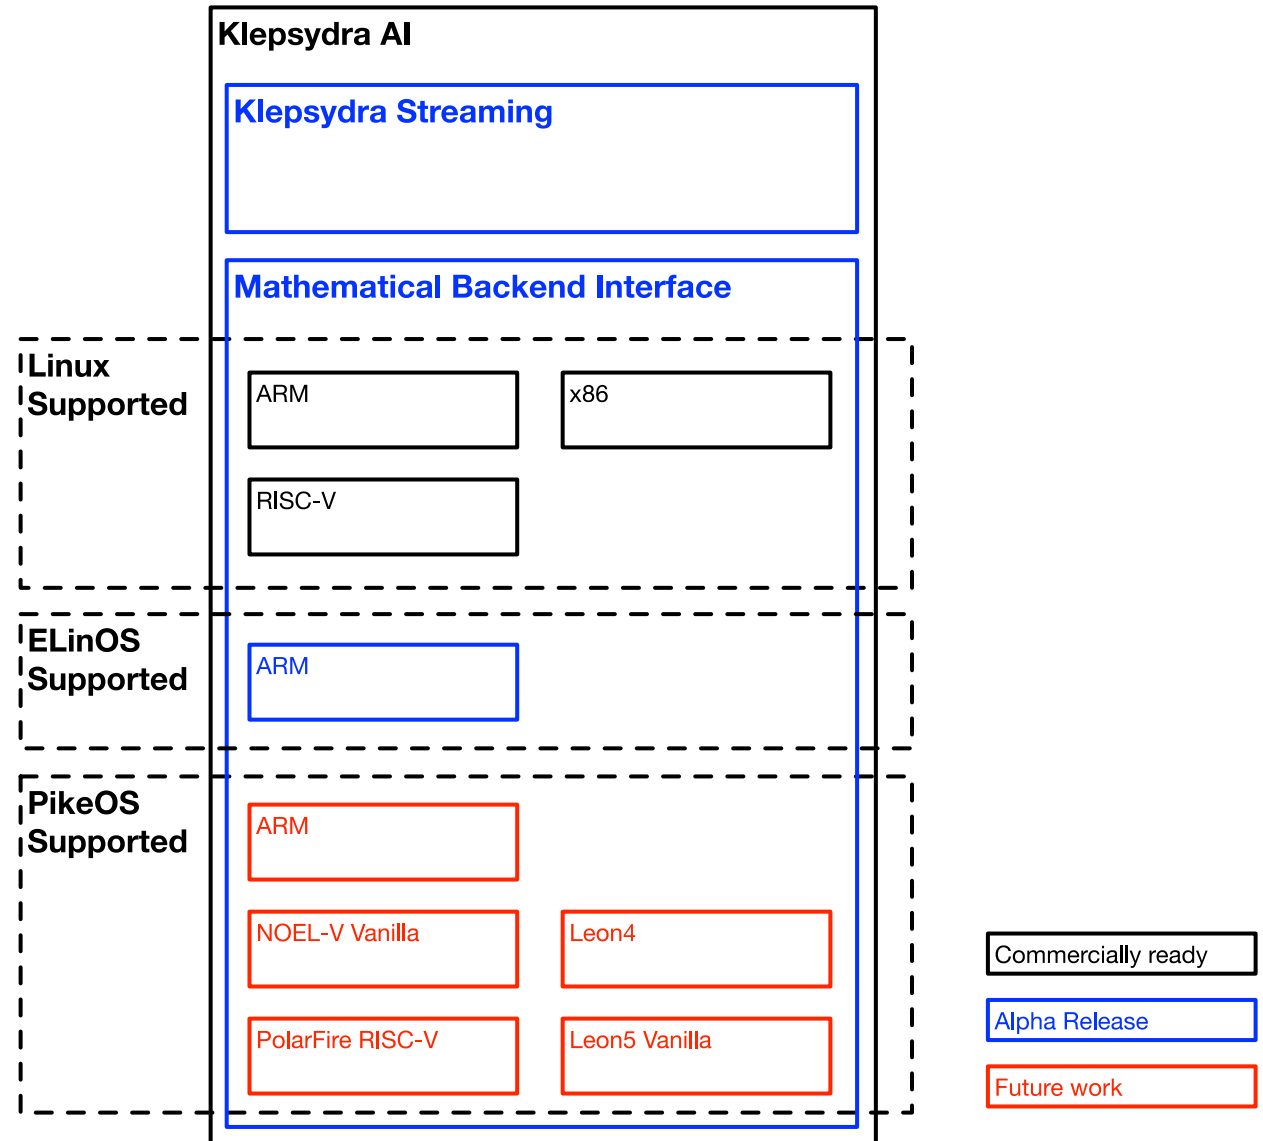 Klepsydra AI
Klepsydra Streaming
Mathematical Backend Interface
Linux
Supported
ARM
x86
RISC-V
ELinOS
Supported
ARM
PikeOS
Supported
ARM
NOEL-V Vanilla
Leon4
PolarFire RISC-V
Leon5 Vanilla
Commercially ready
Alpha Release
Future work